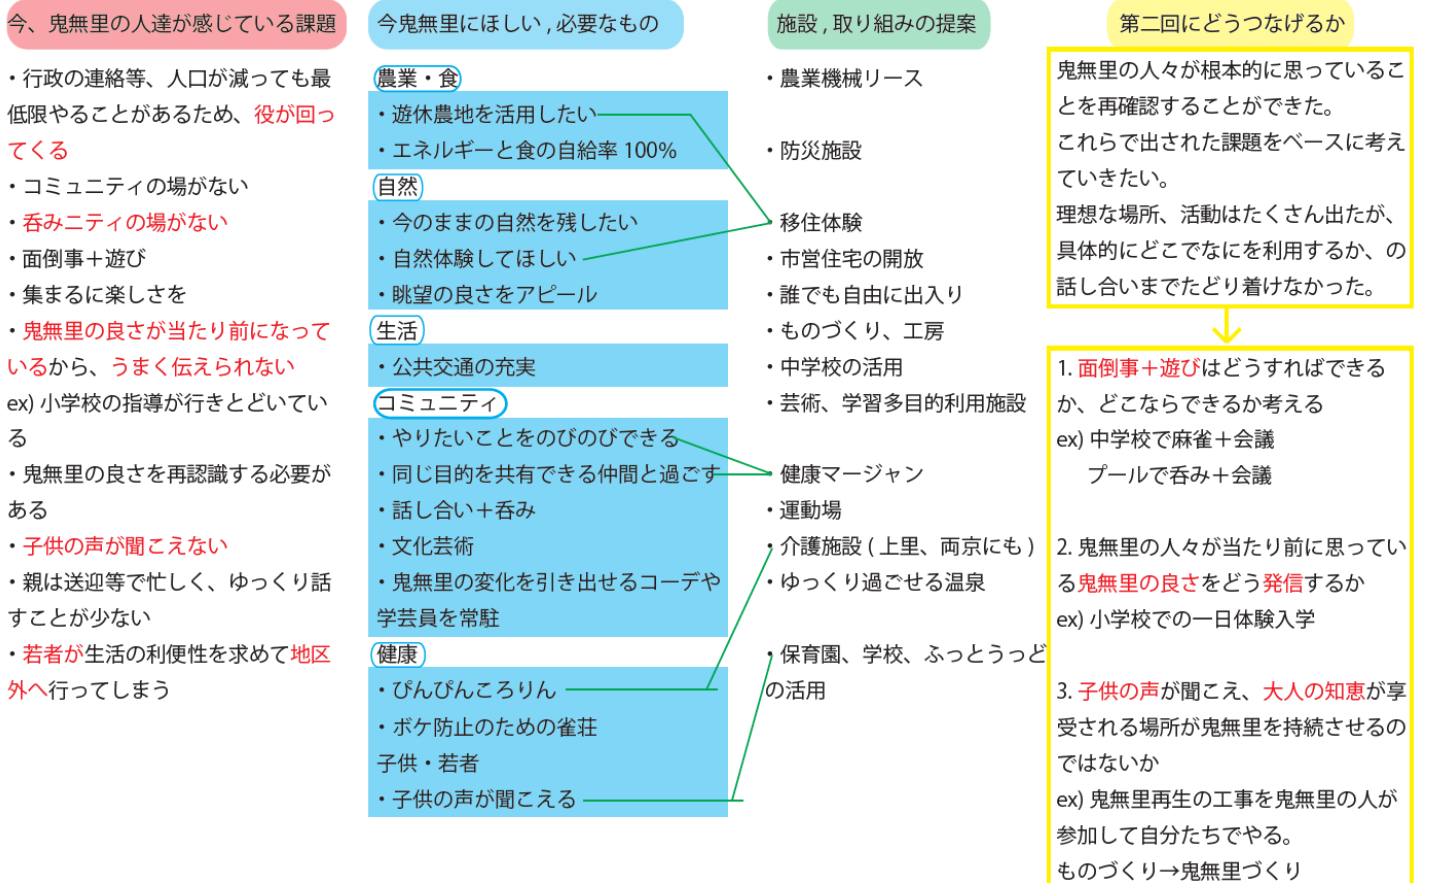 今、鬼無里の人達が感じている課題
・行政の連絡等、人口が減っても最
低限やることがあるため、役が回っ
てくる
・コミュニティの場がない
・呑みニティの場がない
・面倒事＋遊び
・集まるに楽しさを
・鬼無里の良さが当たり前になって
いるから、うまく伝えられない
ex) 小学校の指導が行きとどいてい
る
・鬼無里の良さを再認識する必要が
ある
・子供の声が聞こえない
・親は送迎等で忙しく、ゆっくり話
すことが少ない
・若者が生活の利便性を求めて地区
外へ行ってしまう
今鬼無里にほしい , 必要なもの
農業・食
・遊休農地を活用したい
・エネルギーと食の自給率 100%
自然
・今のままの自然を残したい
・自然体験してほしい
・眺望の良さをアピール
生活
・公共交通の充実
コミュニティ
・やりたいことをのびのびできる
・同じ目的を共有できる仲間と過ごす
・話し合い＋呑み
・文化芸術
・鬼無里の変化を引き出せるコーデや
学芸員を常駐
健康
・ぴんぴんころりん
・ボケ防止のための雀荘
子供・若者
・子供の声が聞こえる
施設 , 取り組みの提案
・農業機械リース
・防災施設
・移住体験
・市営住宅の開放
・誰でも自由に出入り
・ものづくり、工房
・中学校の活用
・芸術、学習多目的利用施設
・健康マージャン
・運動場
・介護施設 ( 上里、両京にも )
・ゆっくり過ごせる温泉
・保育園、学校、ふっとうっど
の活用
第二回にどうつなげるか
鬼無里の人々が根本的に思っているこ
とを再確認することができた。
これらで出された課題をベースに考え
ていきたい。
理想な場所、活動はたくさん出たが、
具体的にどこでなにを利用するか、の
話し合いまでたどり着けなかった。
1. 面倒事＋遊びはどうすればできる
か、どこならできるか考える
ex) 中学校で麻雀＋会議
プールで呑み＋会議
2. 鬼無里の人々が当たり前に思ってい
る鬼無里の良さをどう発信するか
ex) 小学校での一日体験入学
3. 子供の声が聞こえ、大人の知恵が享
受される場所が鬼無里を持続させるの
ではないか
ex) 鬼無里再生の工事を鬼無里の人が
参加して自分たちでやる。
ものづくり→鬼無里づくり